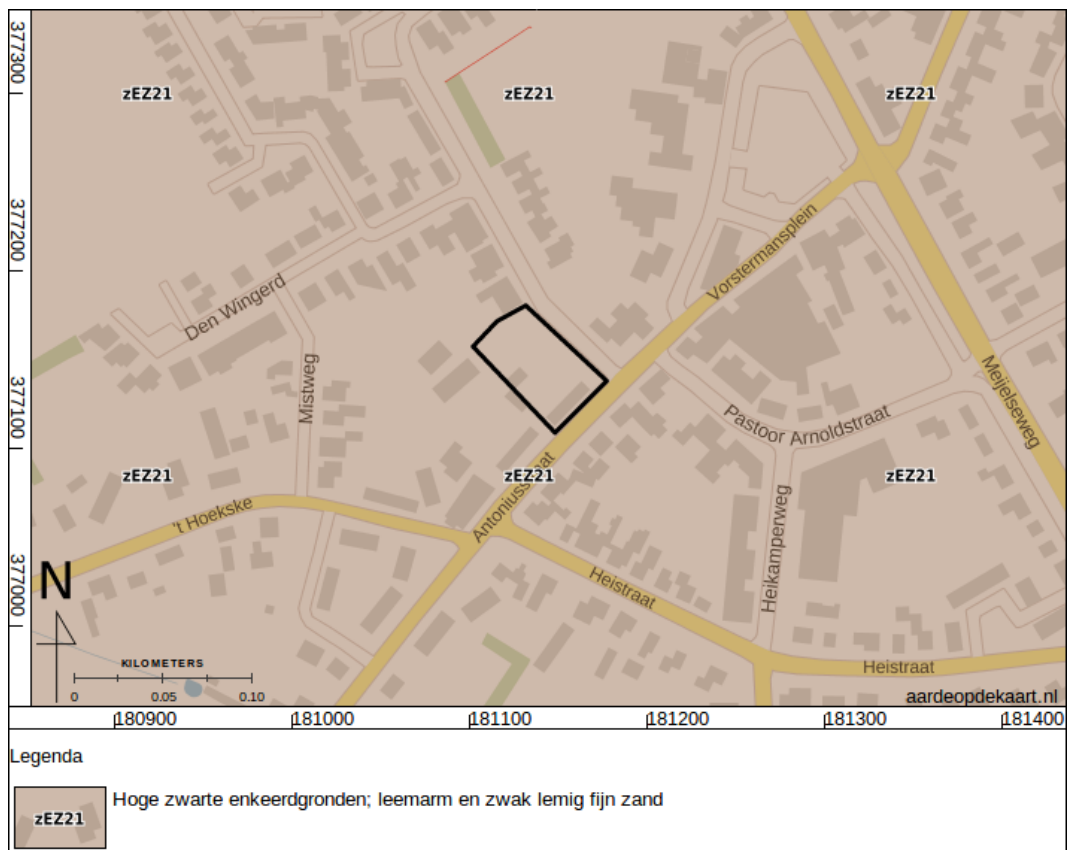 377300
zEZ21
zEZ21
zEZ21
377200
Vorstermansplein
Den Wingerd
377100
Mistweg
Meijelseweg
Pastoor Arnoldstraat
zEZ21
zEZ21
zEZ21
Antoniusstraat
't Hoekske
Heikamperweg
377000
N
Heistraat
KILOMETERS
Heistraat
0 0.05 0.10
aardeopdekaart.nl
180900 181000 181100 181200 181300 181400
Legenda
zEZ21 Hoge zwarte enkeerdgronden; leemarm en zwak lemig fijn zand